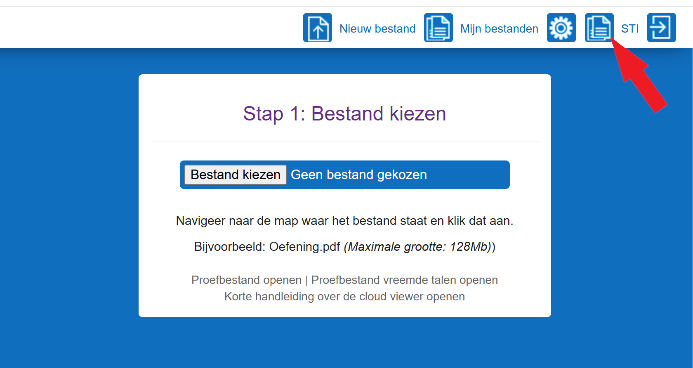 Nieuw bestand Mijn bestanden STI
Stap 1: Bestand kiezen
Bestand kiezen Geen bestand gekozen
Navigeer naar de map waar het bestand staat en klik dat aan.
Bijvoorbeeld: Oefening.pdf (Maximale grootte: 128Mb))
Proefbestand openen | Proefbestand vreemde talen openen
Korte handleiding over de cloud viewer openen